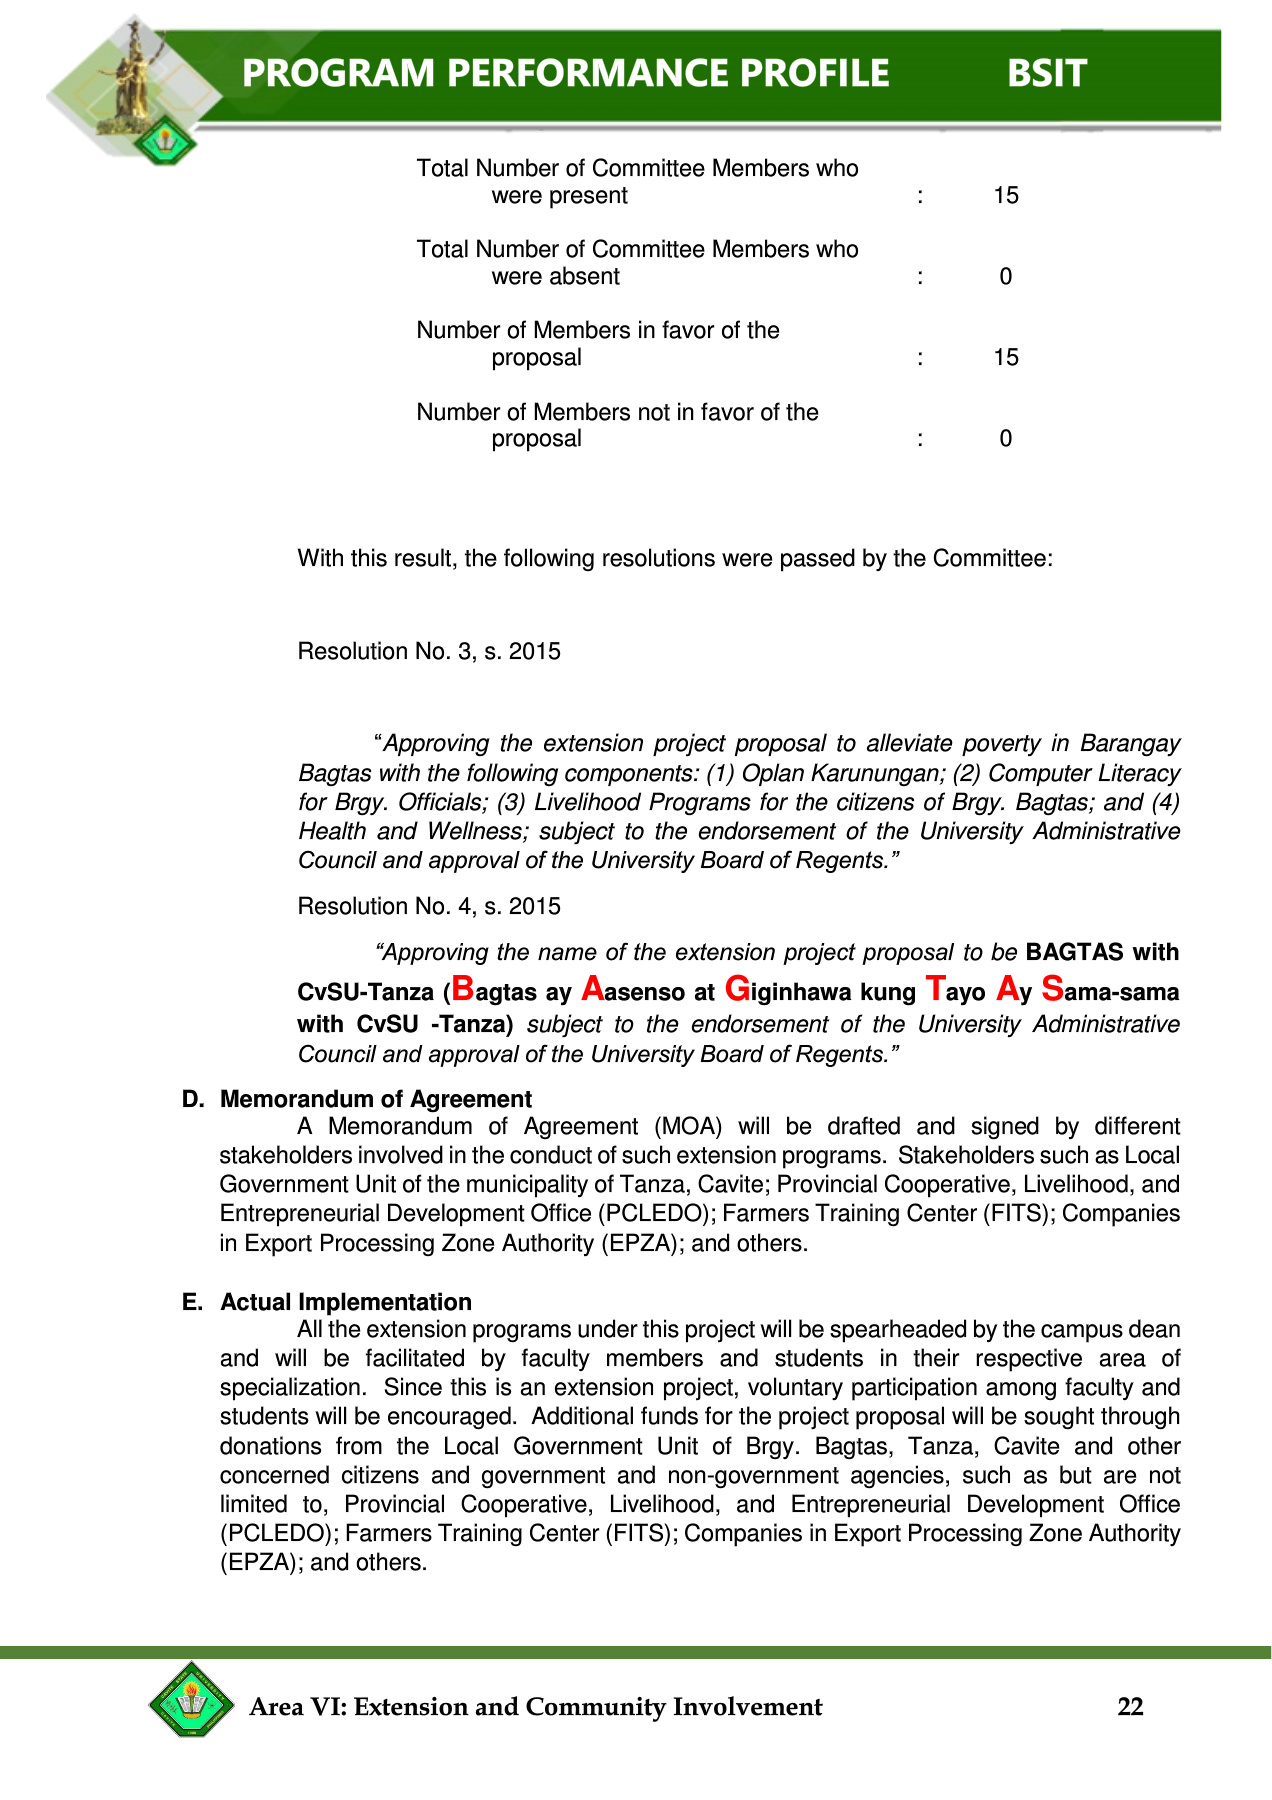 PROGRAM PERFORMANCE PROFILE BSIT
Total Number of Committee Members who
were present : 15
Total Number of Committee Members who
were absent : 0
Number of Members in favor of the
proposal : 15
Number of Members not in favor of the
proposal : 0
With this result, the following resolutions were passed by the Committee:
Resolution No. 3, s. 2015
“Approving the extension project proposal to alleviate poverty in Barangay
Bagtas with the following components: (1) Oplan Karunungan; (2) Computer Literacy
for Brgy. Officials; (3) Livelihood Programs for the citizens of Brgy. Bagtas; and (4)
Health and Wellness; subject to the endorsement of the University Administrative
Council and approval of the University Board of Regents.”
Resolution No. 4, s. 2015
“Approving the name of the extension project proposal to be BAGTAS with
CvSU-Tanza (Bagtas ay Aasenso at Giginhawa kung Tayo Ay Sama-sama
with CvSU -Tanza) subject to the endorsement of the University Administrative
Council and approval of the University Board of Regents.”
D. Memorandum of Agreement
A Memorandum of Agreement (MOA) will be drafted and signed by different
stakeholders involved in the conduct of such extension programs. Stakeholders such as Local
Government Unit of the municipality of Tanza, Cavite; Provincial Cooperative, Livelihood, and
Entrepreneurial Development Office (PCLEDO); Farmers Training Center (FITS); Companies
in Export Processing Zone Authority (EPZA); and others.
E. Actual Implementation
All the extension programs under this project will be spearheaded by the campus dean
and will be facilitated by faculty members and students in their respective area of
specialization. Since this is an extension project, voluntary participation among faculty and
students will be encouraged. Additional funds for the project proposal will be sought through
donations from the Local Government Unit of Brgy. Bagtas, Tanza, Cavite and other
concerned citizens and government and non-government agencies, such as but are not
limited to, Provincial Cooperative, Livelihood, and Entrepreneurial Development Office
(PCLEDO); Farmers Training Center (FITS); Companies in Export Processing Zone Authority
(EPZA); and others.
Area VI: Extension and Community Involvement 22